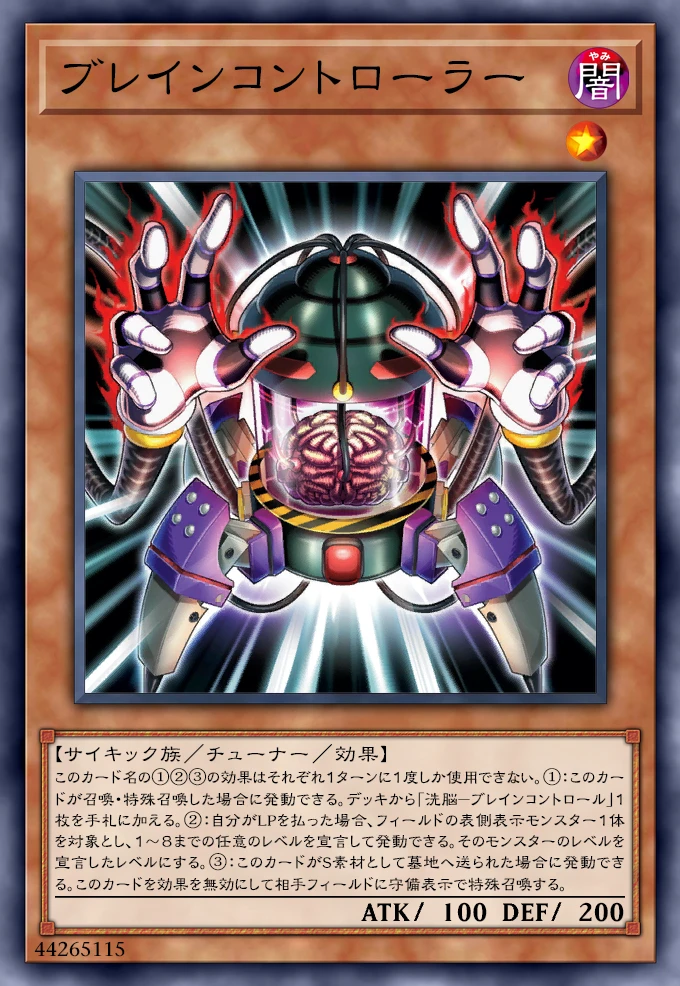 ブレインコントローラー
やみ
闇
【サイキック族／チューナー／効果】
このカード名の①②③の効果はそれぞれ1ターンに1度しか使用できない。①：このカー
ドが召喚・特殊召喚した場合に発動できる。デッキから「洗脳―ブレインコントロール」1
枚を手札に加える。②：自分がLPを払った場合、フィールドの表側表示モンスター1体
を対象とし、1～8までの任意のレベルを宣言して発動できる。そのモンスターのレベルを
宣言したレベルにする。③：このカードがS素材として墓地へ送られた場合に発動でき
る。このカードを効果を無効にして相手フィールドに守備表示で特殊召喚する。
ATK/ 100 DEF/ 200
44265115